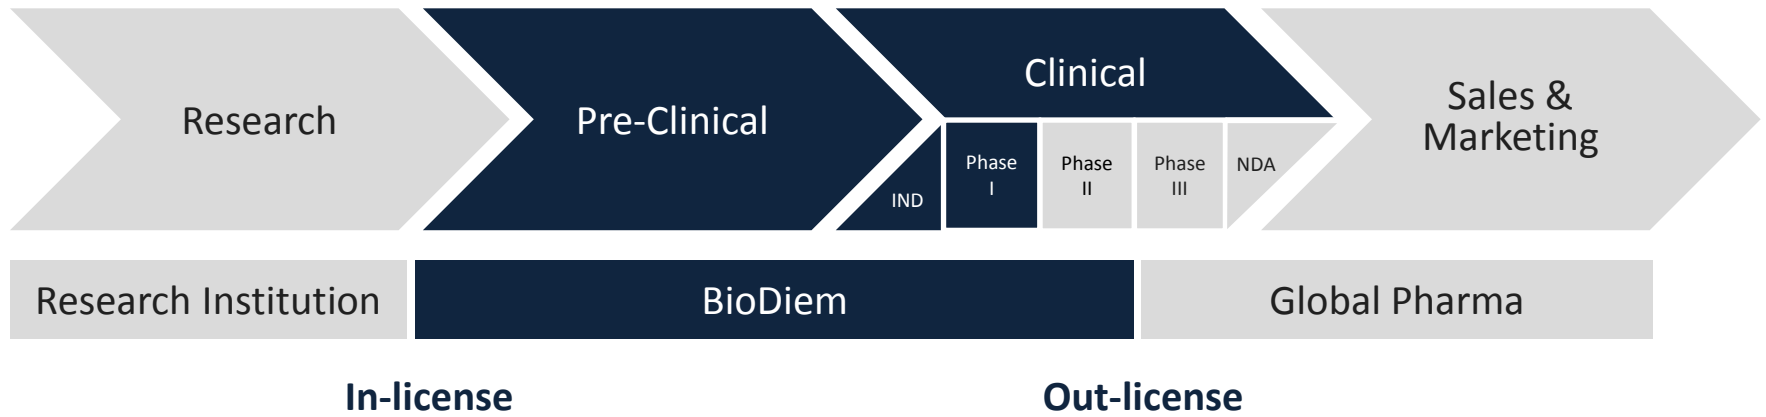 Research
Pre-Clinical
Clinical
IND
Phase
I
Phase
II
Phase
III
NDA
Sales &
Marketing
Research Institution
BioDiem
Global Pharma
In-license
Out-license